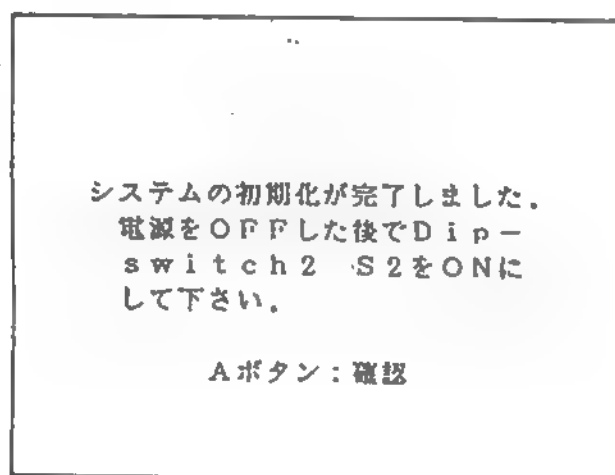 システムの初期化が完了しました.
電源をOFFした後でDip-
switch2 S2をONに
して下さい.
Aボタン:確認